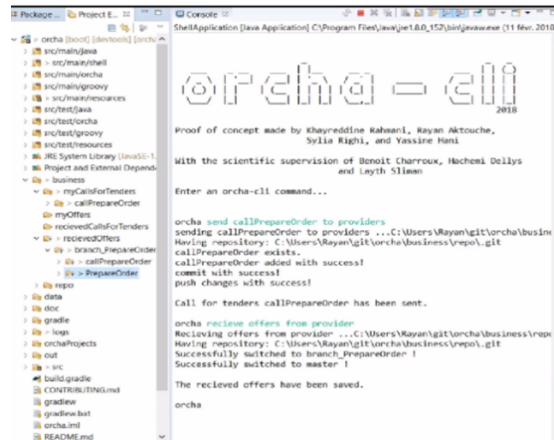 Package ...
Project E...
> orcha [boot] [devtools] [orcha
> src/main/java
> src/main/shell
> src/main/orcha
> src/main/groovy
> src/main/resources
> src/test/java
> src/test/orcha
> src/test/groovy
src/test/resources
> JRE System Library [JavaSE-1.
> Project and External Depend
> business
> myCallsForTenders
> callPrepareOrder
myOffers
recievedCallsForTenders
> recievedOffers
> branch_PrepareOrder
> callPrepareOrder
> PrepareOrder
> repo
> data
> doc
> gradle
> logs
> orchaProjects
> out
> src
build.gradle
CONTRIBUTING.md
gradlew
gradlew.bat
orcha.iml
README.md
Console
ShellApplication [Java Application] C:\Program Files\Java\jre1.8.0_152\bin\javaw.exe (11 févr. 2018
orcha - cli
2018
Proof of concept made by Khayreddine Rahmani, Rayan Aktouche,
Sylia Righi, and Yassine Hani
With the scientific supervision of Benoit Charroux, Hachemi Dellys
and Layth Sliman
Enter an orcha-cli command...
orcha send callPrepareOrder to providers
sending callPrepareOrder to providers ...C:\Users\Rayan\git\orcha\busin
Having repository: C:\Users\Rayan\git\orcha\business\repo\.git
callPrepareOrder exists.
callPrepareOrder added with success!
commit with success!
push changes with success!
Call for tenders callPrepareOrder has been sent.
orcha recieve offers from provider
Recieving offers from provider ...C:\Users\Rayan\git\orcha\business\repo
Having repository: C:\Users\Rayan\git\orcha\business\repo\.git
Successfully switched to branch_PrepareOrder !
Successfully switched to master !
The recieved offers have been saved.
orcha